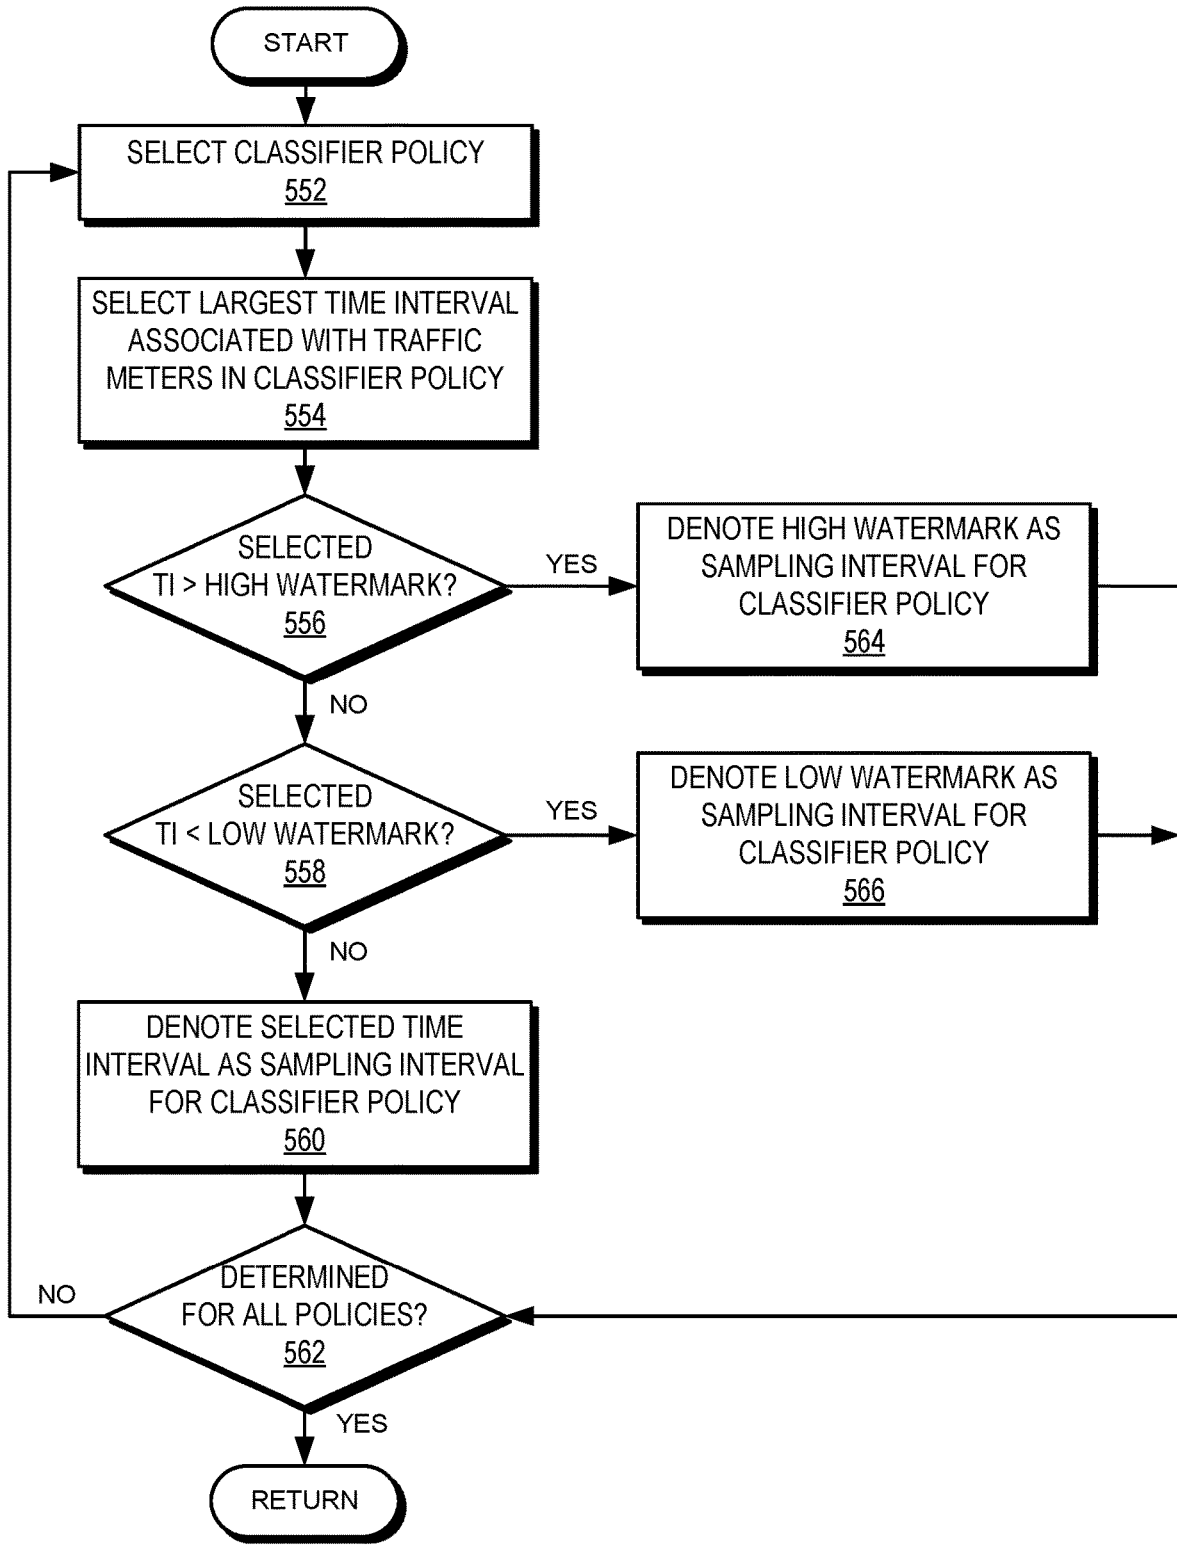 START
SELECT CLASSIFIER POLICY
552
SELECT LARGEST TIME INTERVAL
ASSOCIATED WITH TRAFFIC
METERS IN CLASSIFIER POLICY
554
SELECTED
TI > HIGH WATERMARK?
556
YES
DENOTE HIGH WATERMARK AS
SAMPLING INTERVAL FOR
CLASSIFIER POLICY
564
NO
SELECTED
TI < LOW WATERMARK?
558
YES
DENOTE LOW WATERMARK AS
SAMPLING INTERVAL FOR
CLASSIFIER POLICY
566
NO
DENOTE SELECTED TIME
INTERVAL AS SAMPLING INTERVAL
FOR CLASSIFIER POLICY
560
DETERMINED
FOR ALL POLICIES?
562
NO
YES
RETURN